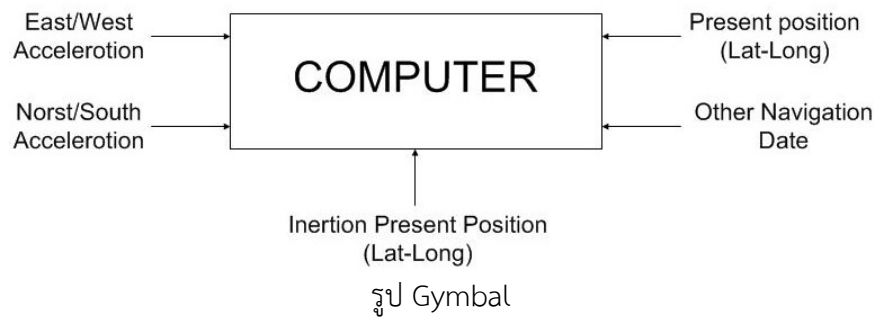 East/West
Accelerotion
Norst/South
Accelerotion
COMPUTER
Present position
(Lat-Long)
Other Navigation
Date
Inertion Present Position
(Lat-Long)
รูป Gymbal